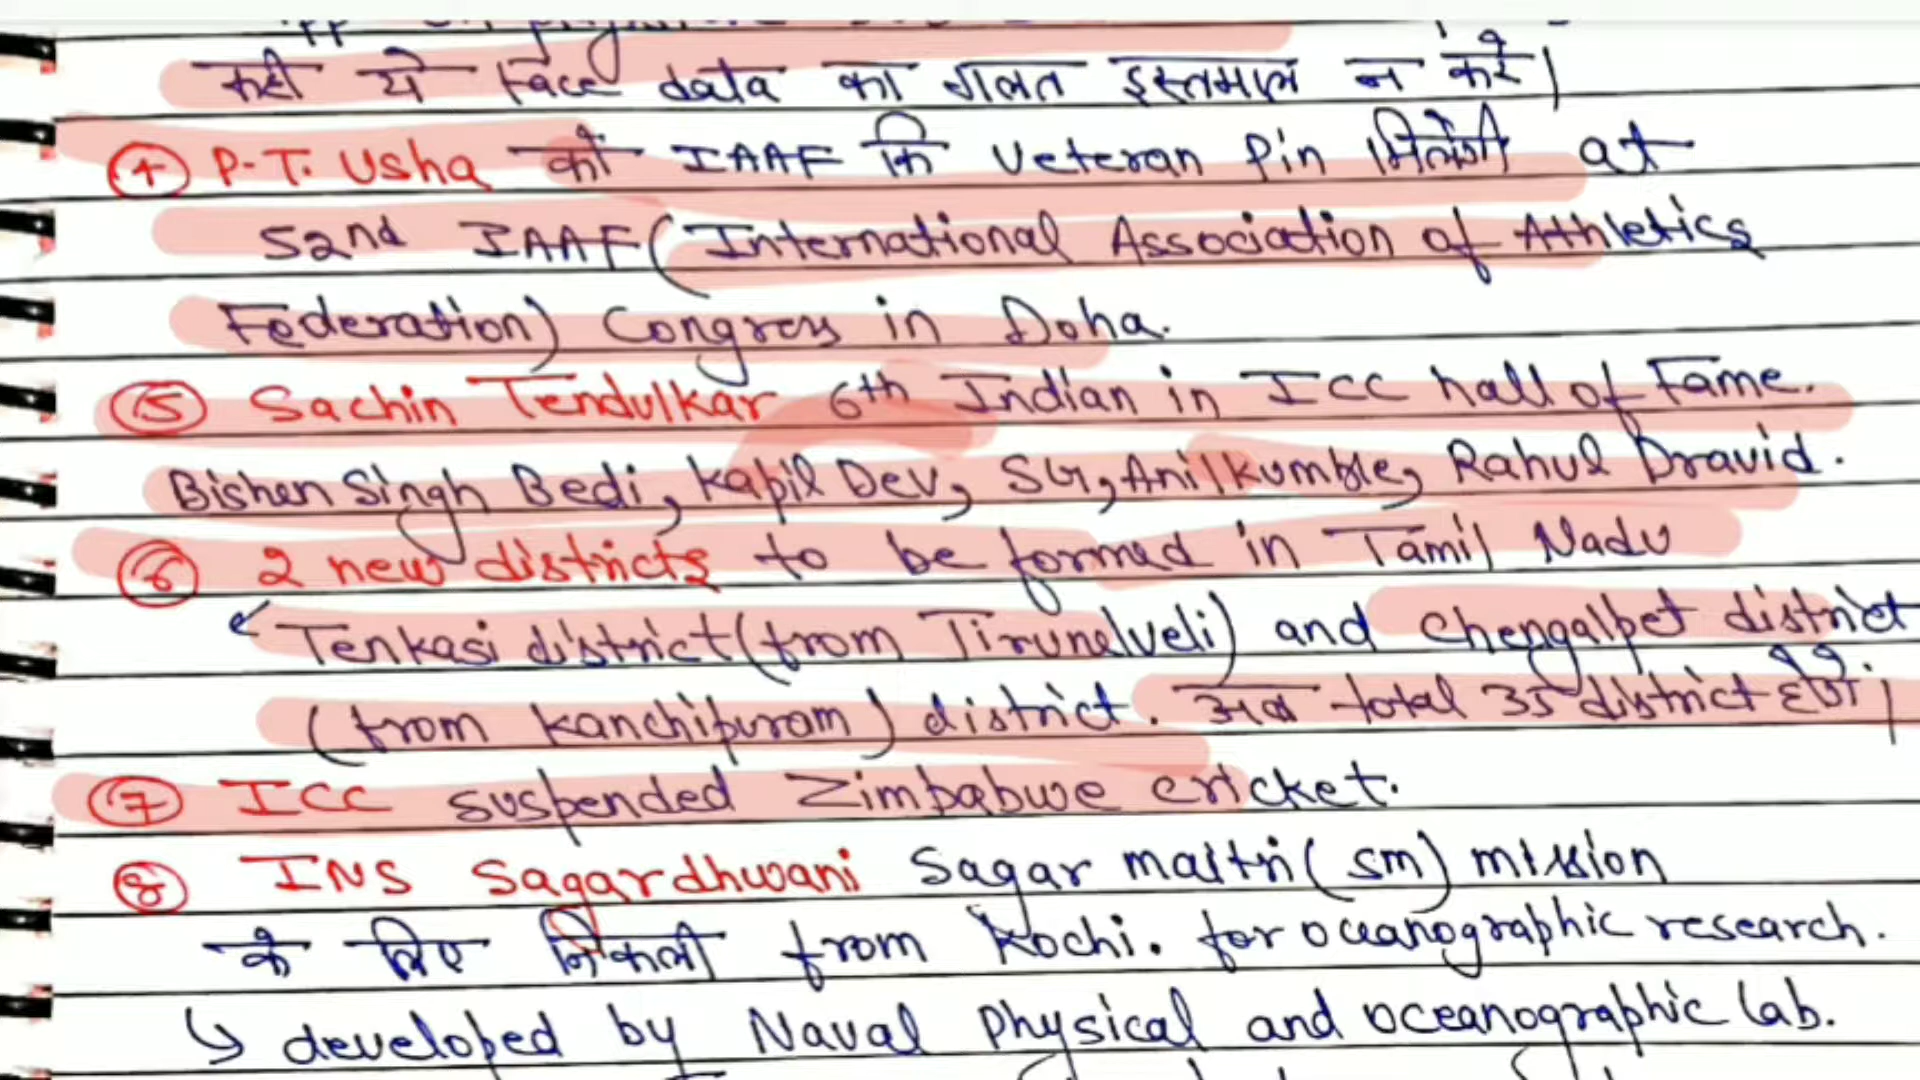 कही ये Face data का गलत इस्तमाल न करे।
④ P.T. Usha को IAAF कि Veteran Pin मिलेगी at
52nd IAAF (International Association of Athletics
Federation) Congress in Doha.
⑤ Sachin Tendulkar 6th Indian in ICC hall of Fame.
Bishen Singh Bedi, Kapil Dev, SG, Anil Kumble, Rahul Dravid.
⑥ 2 new districts to be formed in Tamil Nadu
Tenkasi district (from Tirunelveli) and Chengalpet district
(from Kanchipuram) district. अब total 35 district होंगे।
⑦ ICC suspended Zimbabwe cricket.
⑧ INS Sagardhwani Sagar maitri (SM) mission
के लिए निकली from Kochi. for oceanographic research.
↳ developed by Naval Physical and oceanographic lab.